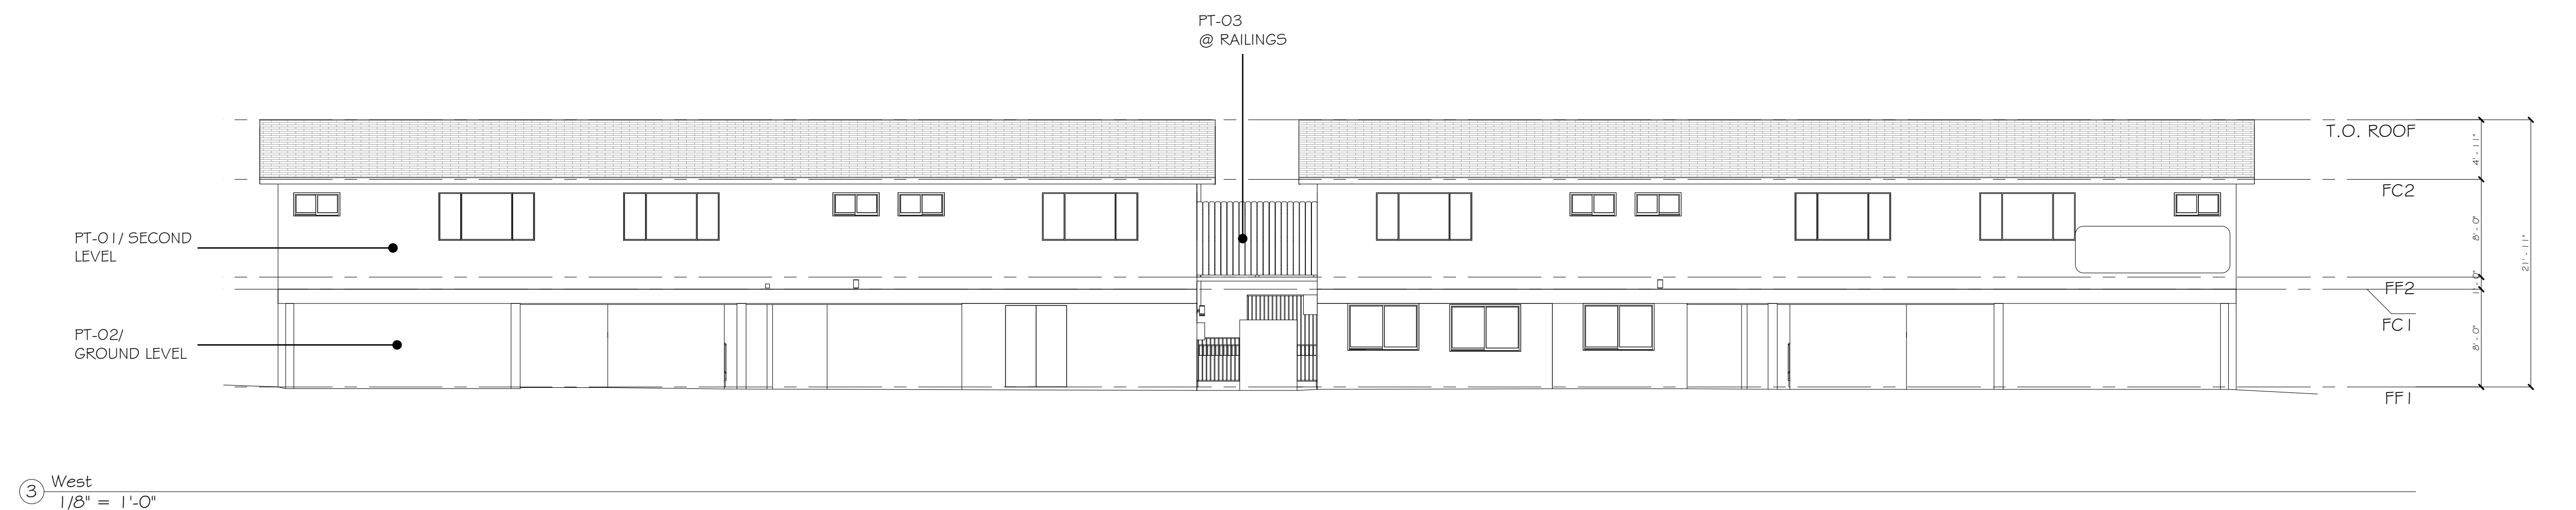 PT-03
@ RAILINGS
T.O. ROOF
4' - 11"
FC2
PT-01/ SECOND
LEVEL
8' - 0"
21' - 11"
1' - 0"
FF2
FC1
PT-02/
GROUND LEVEL
8' - 0"
FF1
3
West
1/8" = 1'-0"